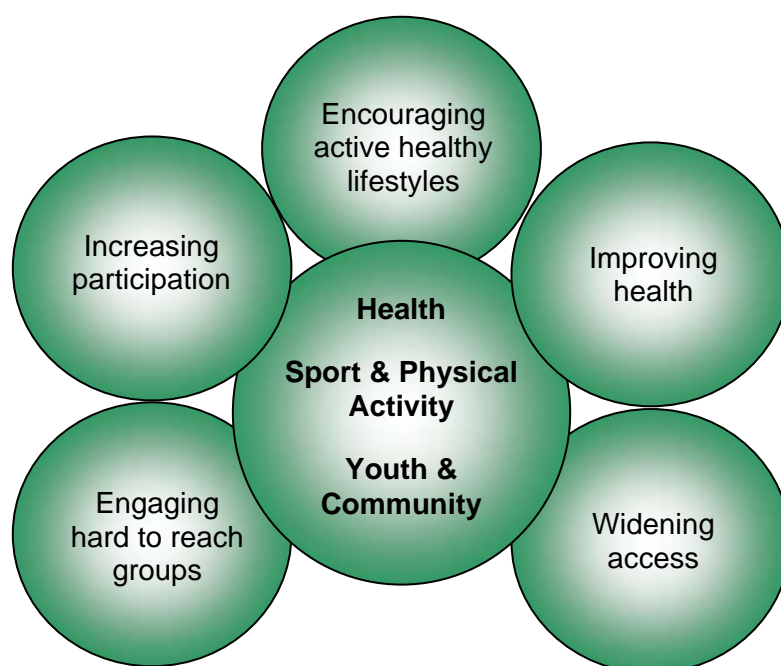 Encouraging
active healthy
lifestyles
Increasing
participation
Improving
health
Health
Sport & Physical
Activity
Youth &
Community
Engaging
hard to reach
groups
Widening
access